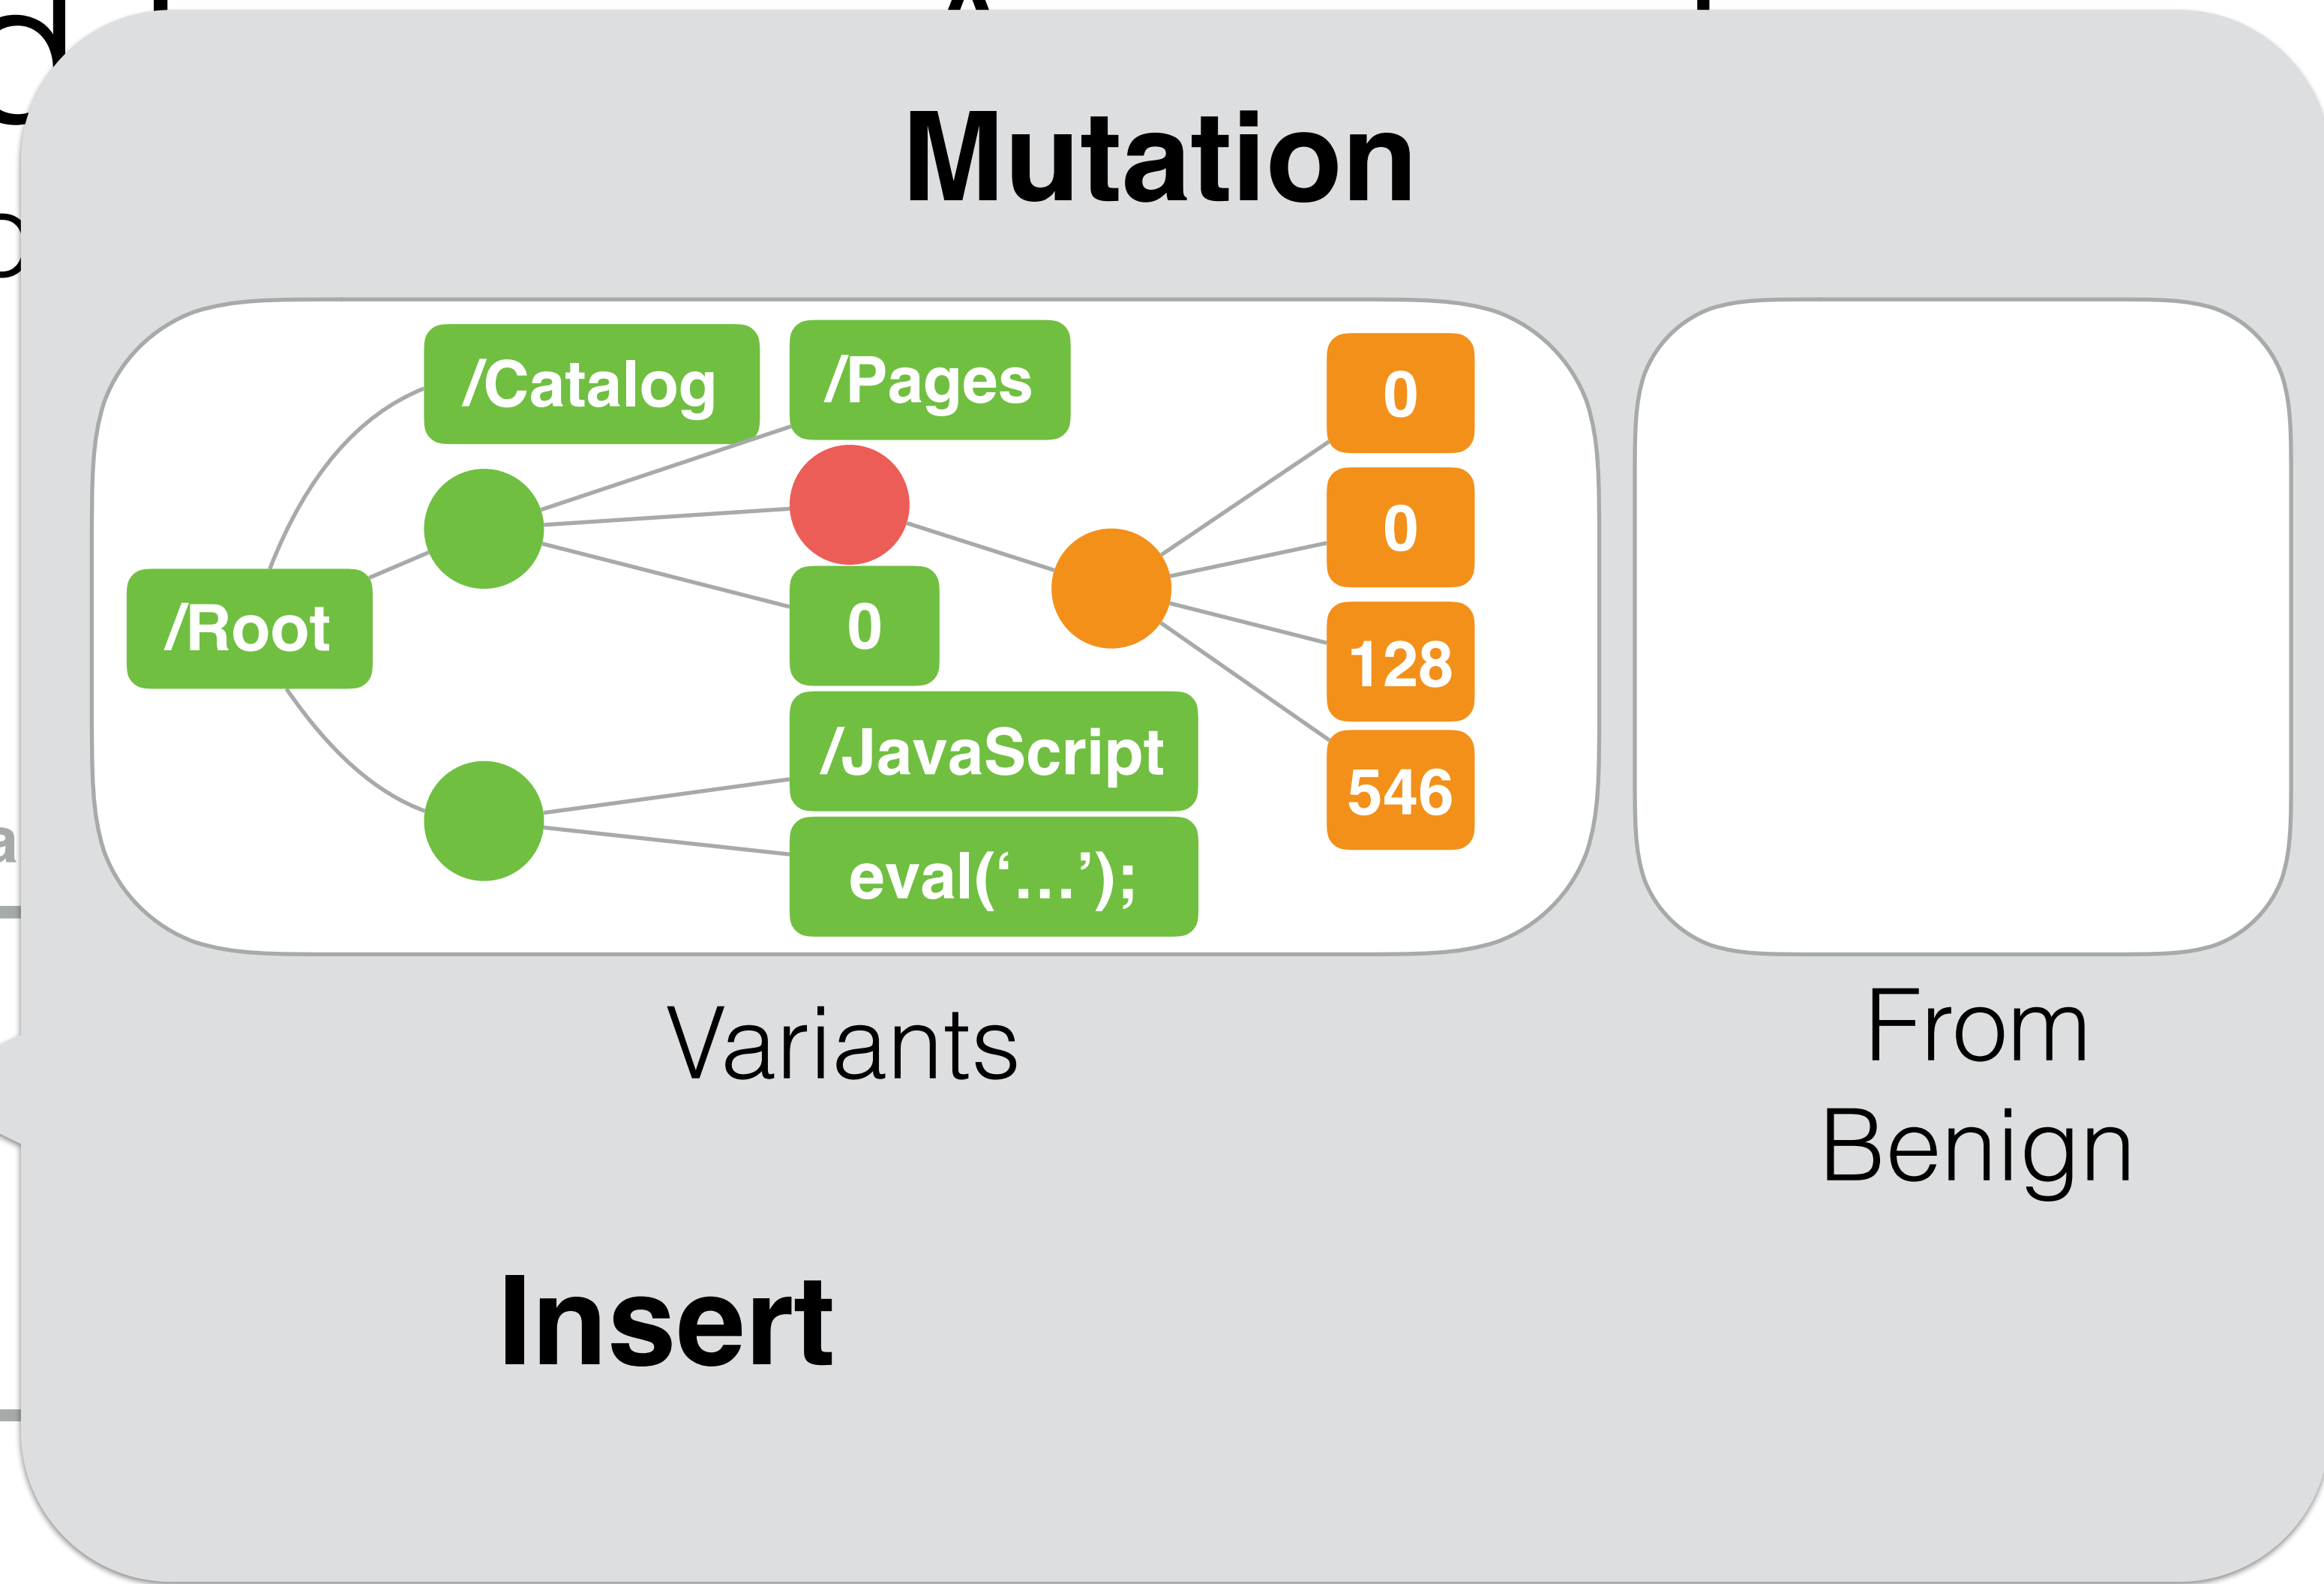 Mutation
/Catalog
/Pages
0
0
/Root
0
128
/JavaScript
546
eval(‘...’);
Variants
From
Benign
Insert